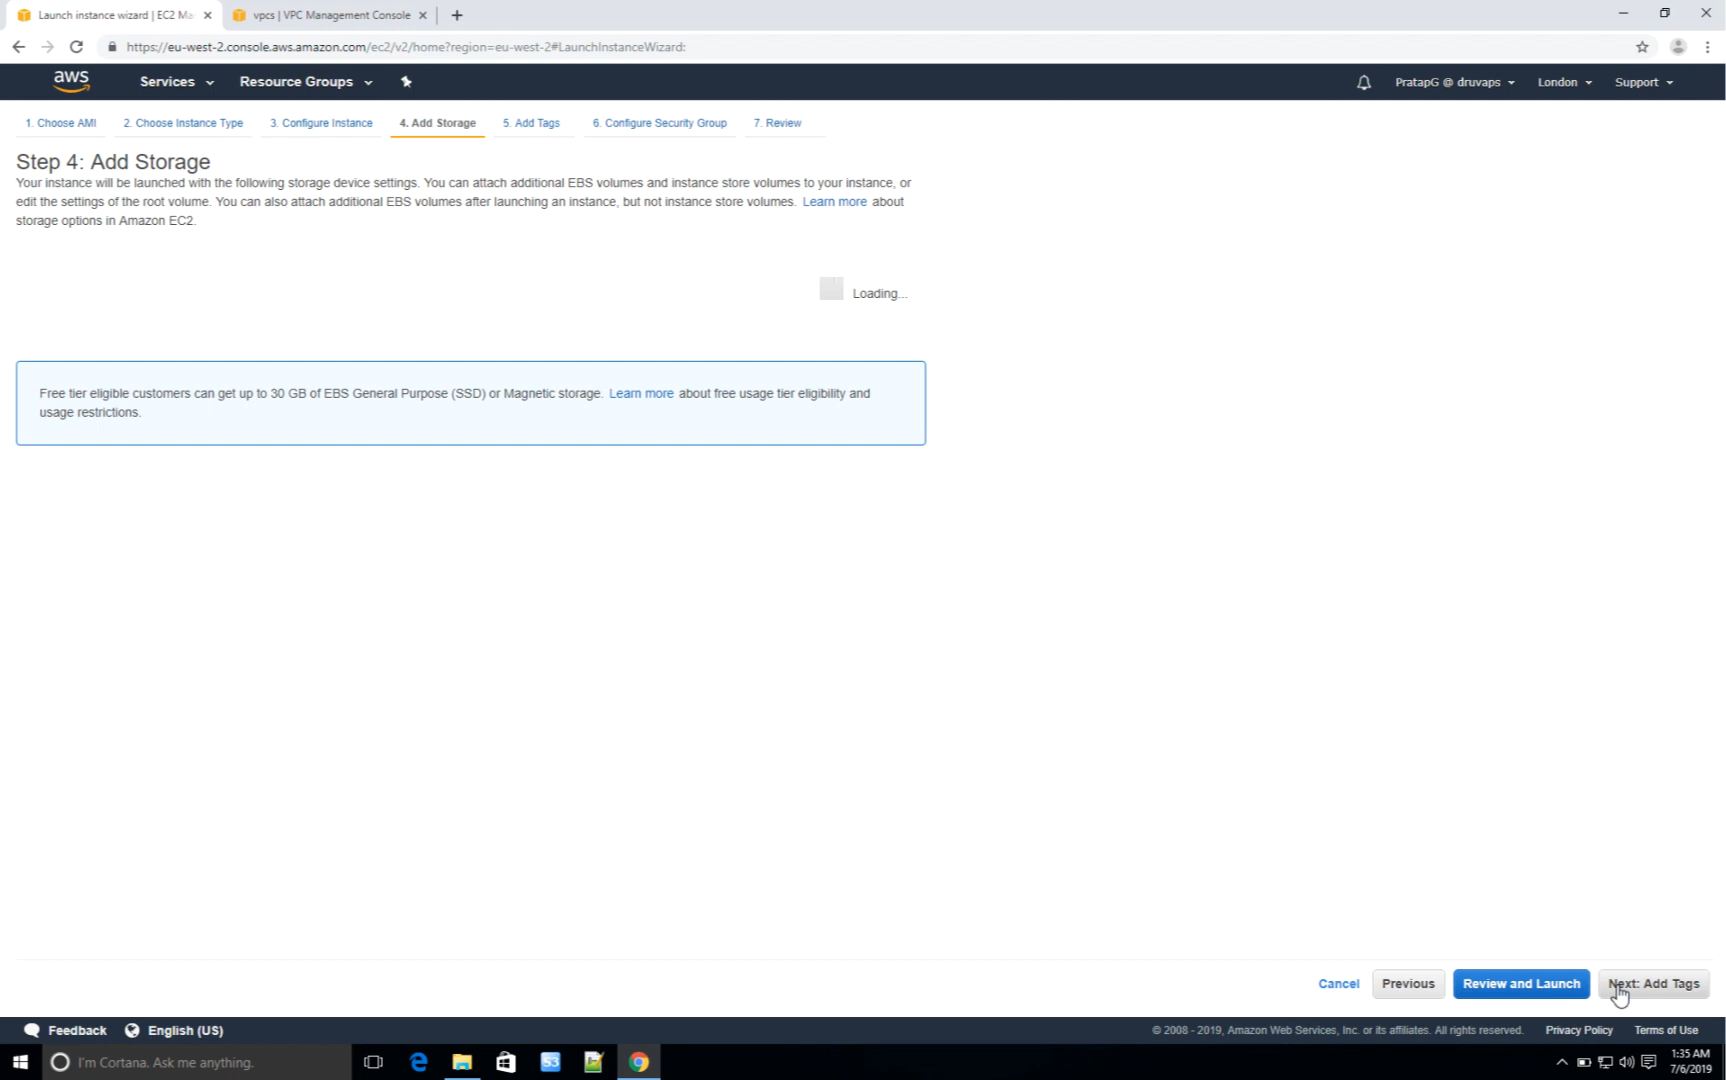 Launch instance wizard | EC2 Ma
vpcs | VPC Management Console
https://eu-west-2.console.aws.amazon.com/ec2/v2/home?region=eu-west-2#LaunchInstanceWizard:
aws
Services
Resource Groups
PratapG @ druvaps
London
Support
1. Choose AMI
2. Choose Instance Type
3. Configure Instance
4. Add Storage
5. Add Tags
6. Configure Security Group
7. Review
Step 4: Add Storage
Your instance will be launched with the following storage device settings. You can attach additional EBS volumes and instance store volumes to your instance, or
edit the settings of the root volume. You can also attach additional EBS volumes after launching an instance, but not instance store volumes. Learn more about
storage options in Amazon EC2.
Loading...
Free tier eligible customers can get up to 30 GB of EBS General Purpose (SSD) or Magnetic storage. Learn more about free usage tier eligibility and
usage restrictions.
Cancel
Previous
Review and Launch
Next: Add Tags
Feedback
English (US)
© 2008 - 2019, Amazon Web Services, Inc. or its affiliates. All rights reserved.
Privacy Policy
Terms of Use
I'm Cortana. Ask me anything.
S3
1:35 AM
7/6/2019